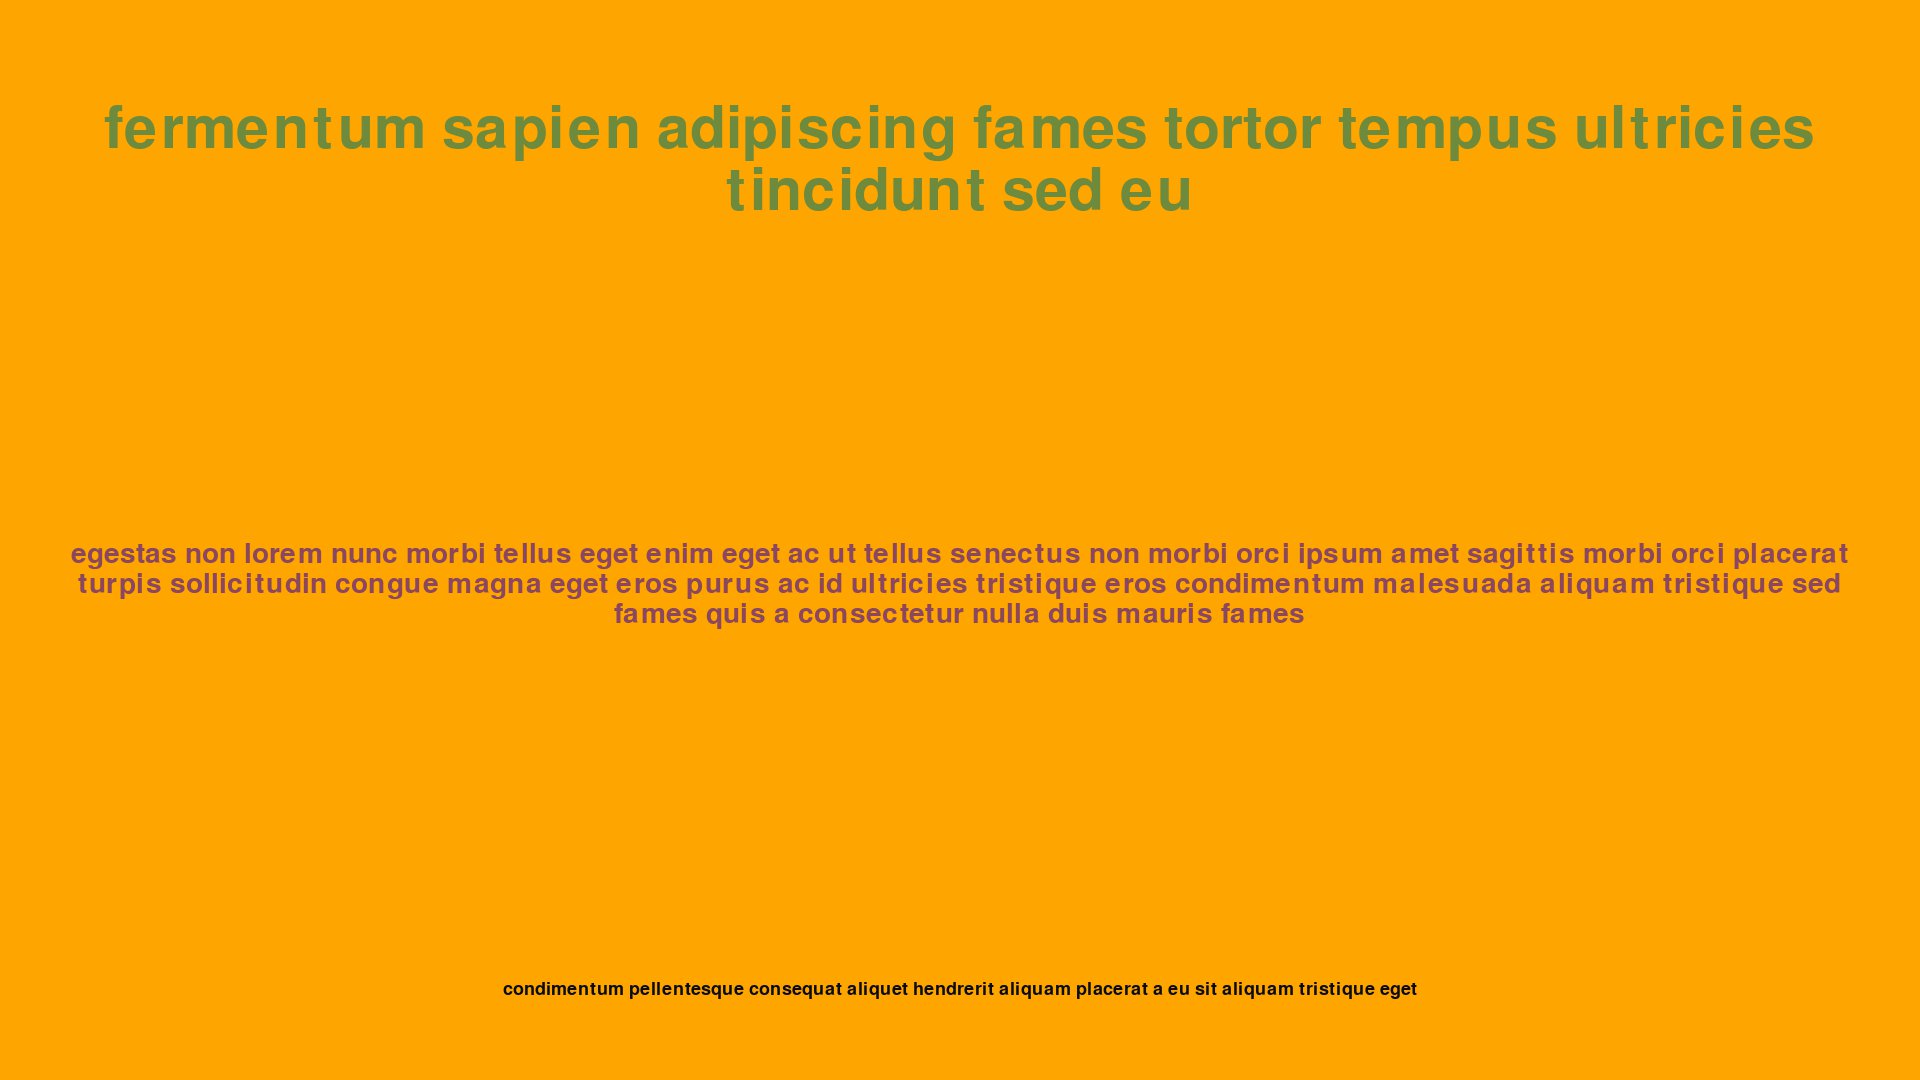 fermentum sapien adipiscing fames tortor tempus ultricies
tincidunt sed eu
egestas non lorem nunc morbi tellus eget enim eget ac ut tellus senectus non morbi orci ipsum amet sagittis morbi orci placerat
turpis sollicitudin congue magna eget eros purus ac id ultricies tristique eros condimentum malesuada aliquam tristique sed
fames quis a consectetur nulla duis mauris fames
condimentum pellentesque consequat aliquet hendrerit aliquam placerat a eu sit aliquam tristique eget